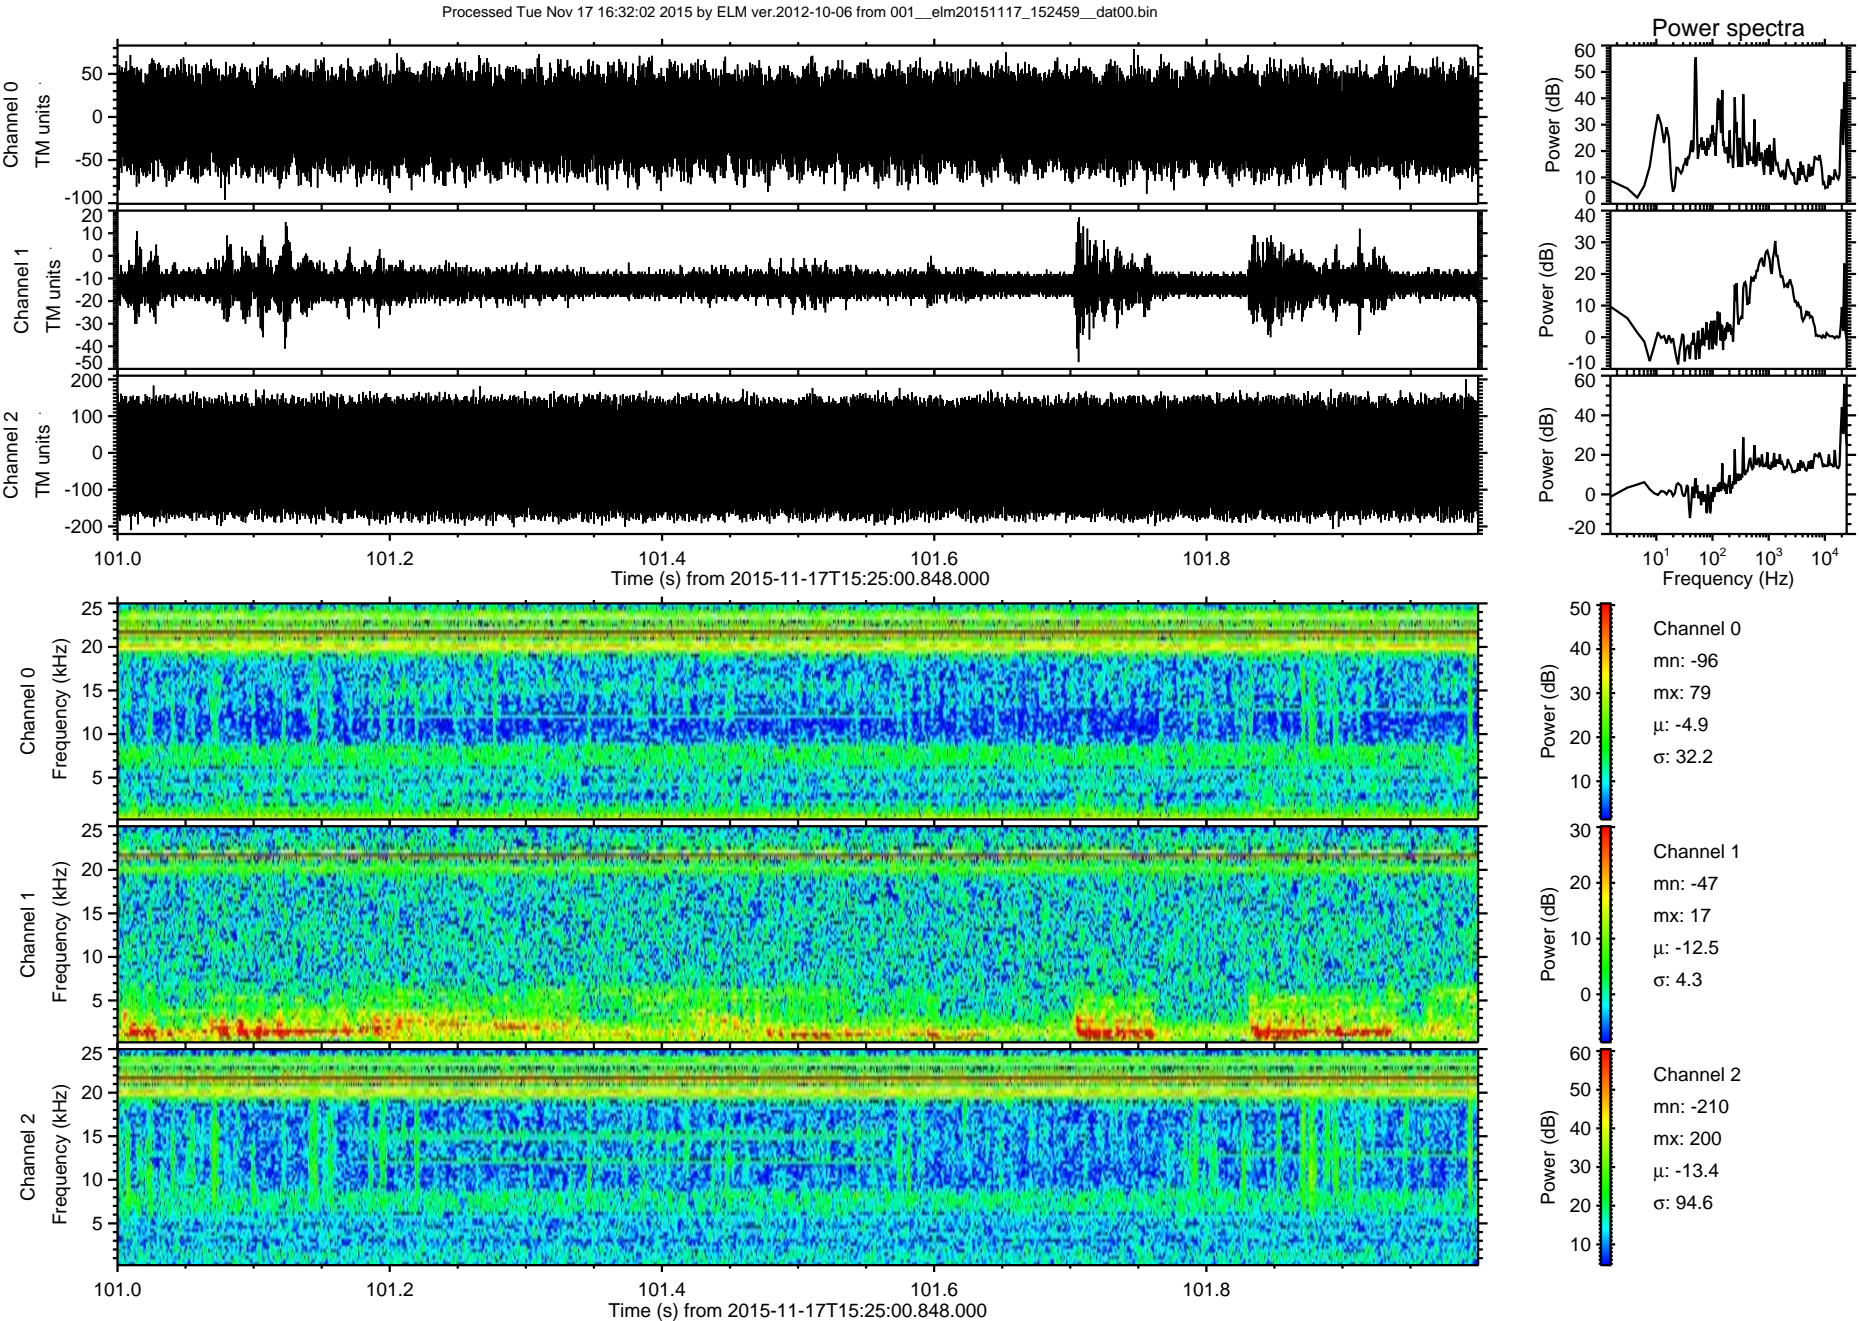 Processed Tue Nov 17 16:32:02 2015 by ELM ver.2012-10-06 from 001__elm20151117_152459__dat00.bin
Power spectra
Channel 0
TM units
50
0
-50
-100
Power (dB)
60
50
40
30
20
10
0
Channel 1
TM units
20
10
0
-10
-20
-30
-40
-50
Power (dB)
40
30
20
10
0
-10
Channel 2
TM units
200
100
0
-100
-200
Power (dB)
60
40
20
0
-20
101.0 101.2 101.4 101.6 101.8
Time (s) from 2015-11-17T15:25:00.848.000
10¹ 10² 10³ 10⁴
Frequency (Hz)
Channel 0
Frequency (kHz)
25
20
15
10
5
Power (dB)
50
40
30
20
10
Channel 0
mn: -96
mx: 79
μ: -4.9
σ: 32.2
Channel 1
Frequency (kHz)
25
20
15
10
5
Power (dB)
30
20
10
0
Channel 1
mn: -47
mx: 17
μ: -12.5
σ: 4.3
Channel 2
Frequency (kHz)
25
20
15
10
5
Power (dB)
60
50
40
30
20
10
Channel 2
mn: -210
mx: 200
μ: -13.4
σ: 94.6
101.0 101.2 101.4 101.6 101.8
Time (s) from 2015-11-17T15:25:00.848.000